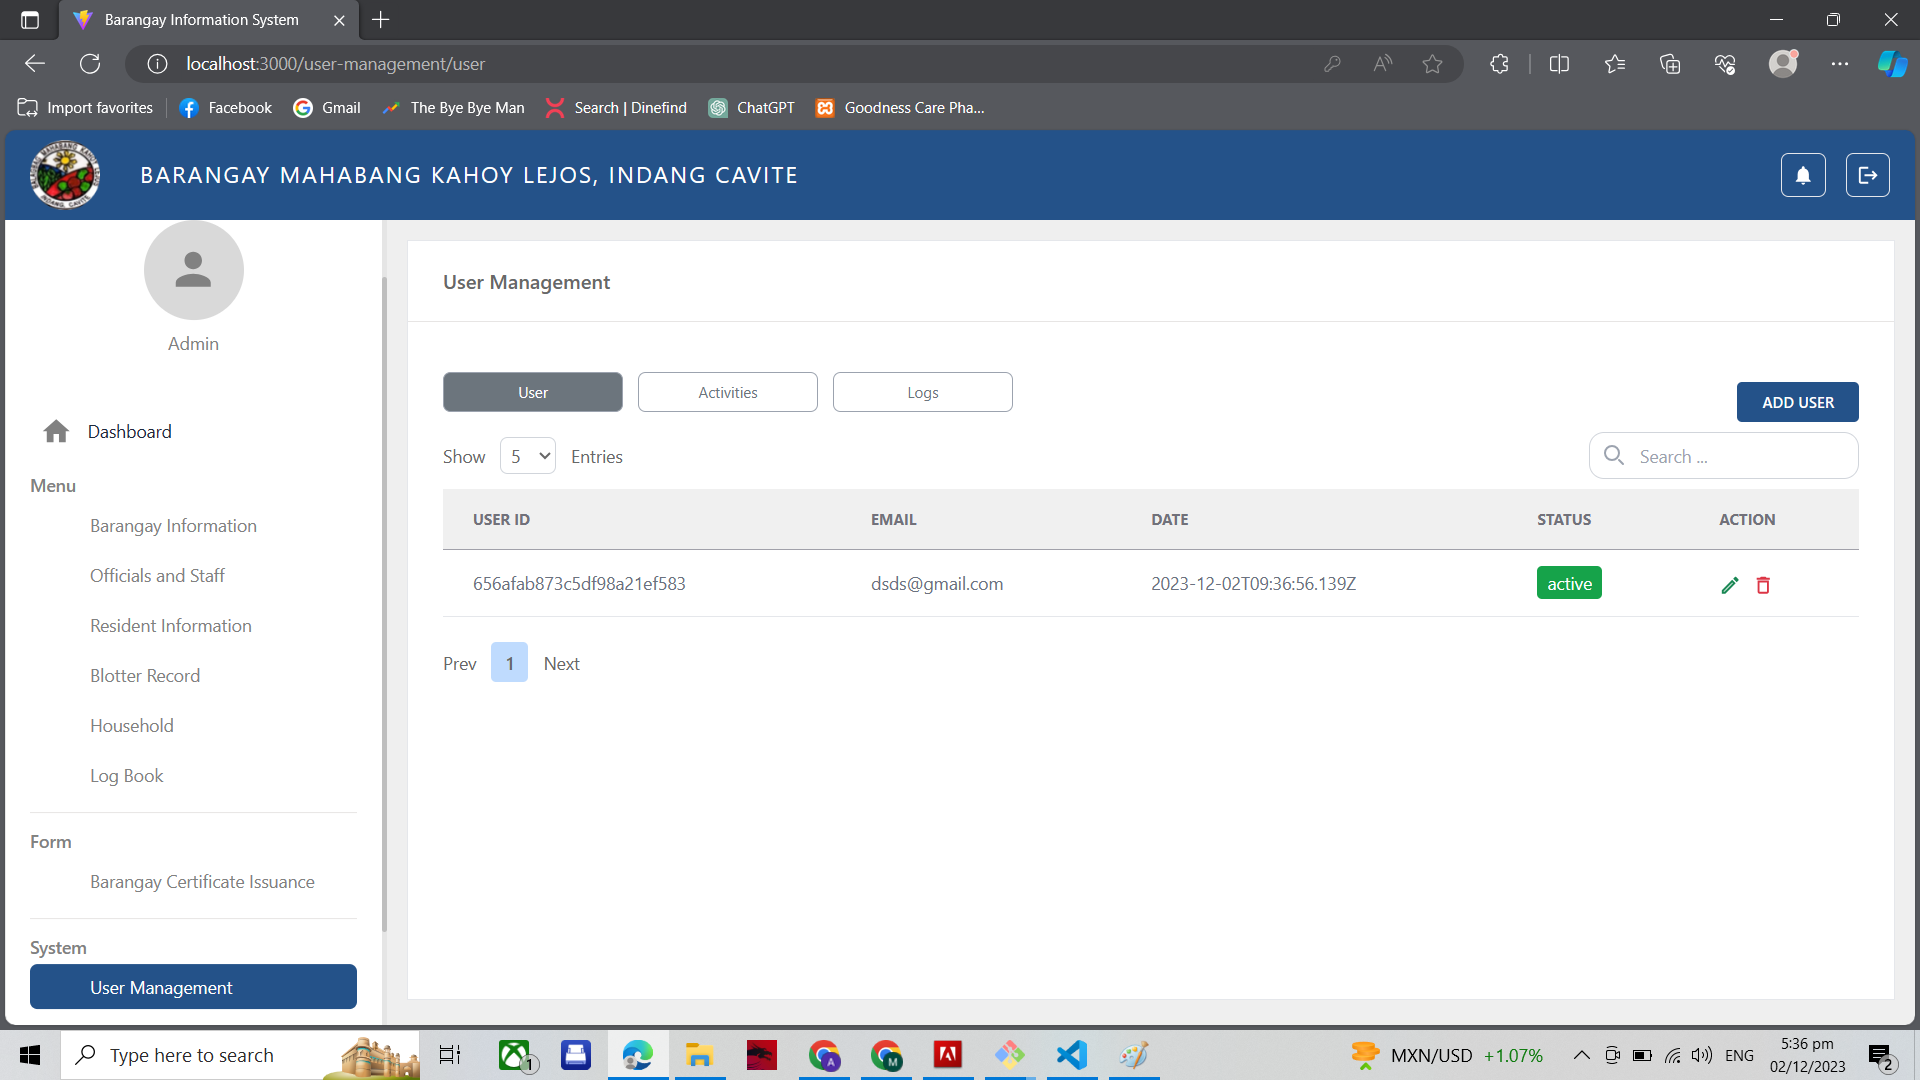 Barangay Information System
localhost:3000/user-management/user
Import favorites
Facebook
Gmail
The Bye Bye Man
Search | Dinefind
ChatGPT
Goodness Care Pha...
BARANGAY MAHABANG KAHOY LEJOS, INDANG CAVITE
Admin
Dashboard
Menu
Barangay Information
Officials and Staff
Resident Information
Blotter Record
Household
Log Book
Form
Barangay Certificate Issuance
System
User Management
User Management
User
Activities
Logs
ADD USER
Show 5 Entries
Search ...
USER ID EMAIL DATE STATUS ACTION
656afab873c5df98a21ef583 dsds@gmail.com 2023-12-02T09:36:56.139Z active
Prev 1 Next
Type here to search
1
A
M
MXN/USD +1.07%
ENG
5:36 pm
02/12/2023
2